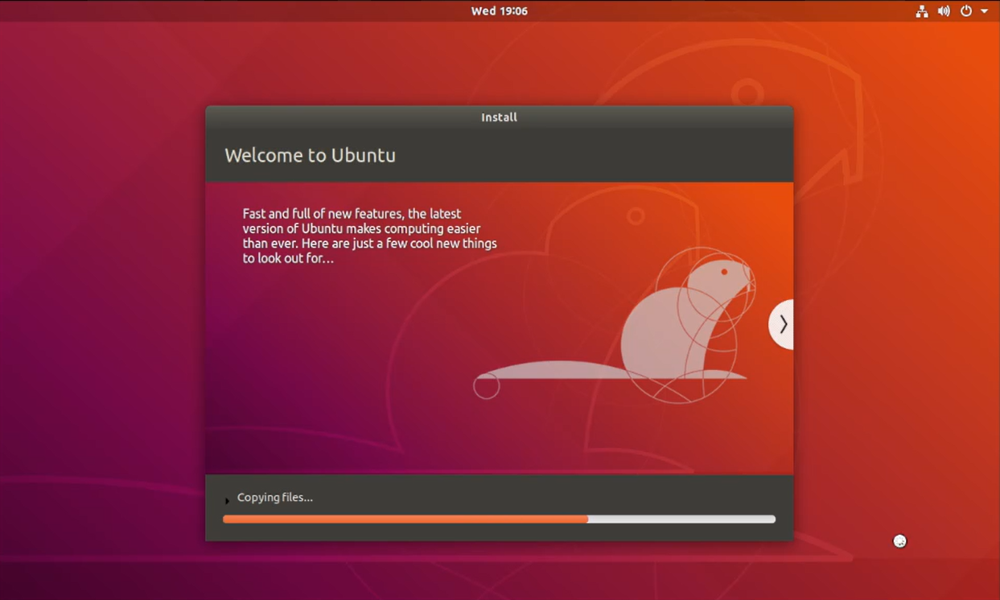 Wed 19:06
Install
Welcome to Ubuntu
Fast and full of new features, the latest
version of Ubuntu makes computing easier
than ever. Here are just a few cool new things
to look out for…
Copying files...